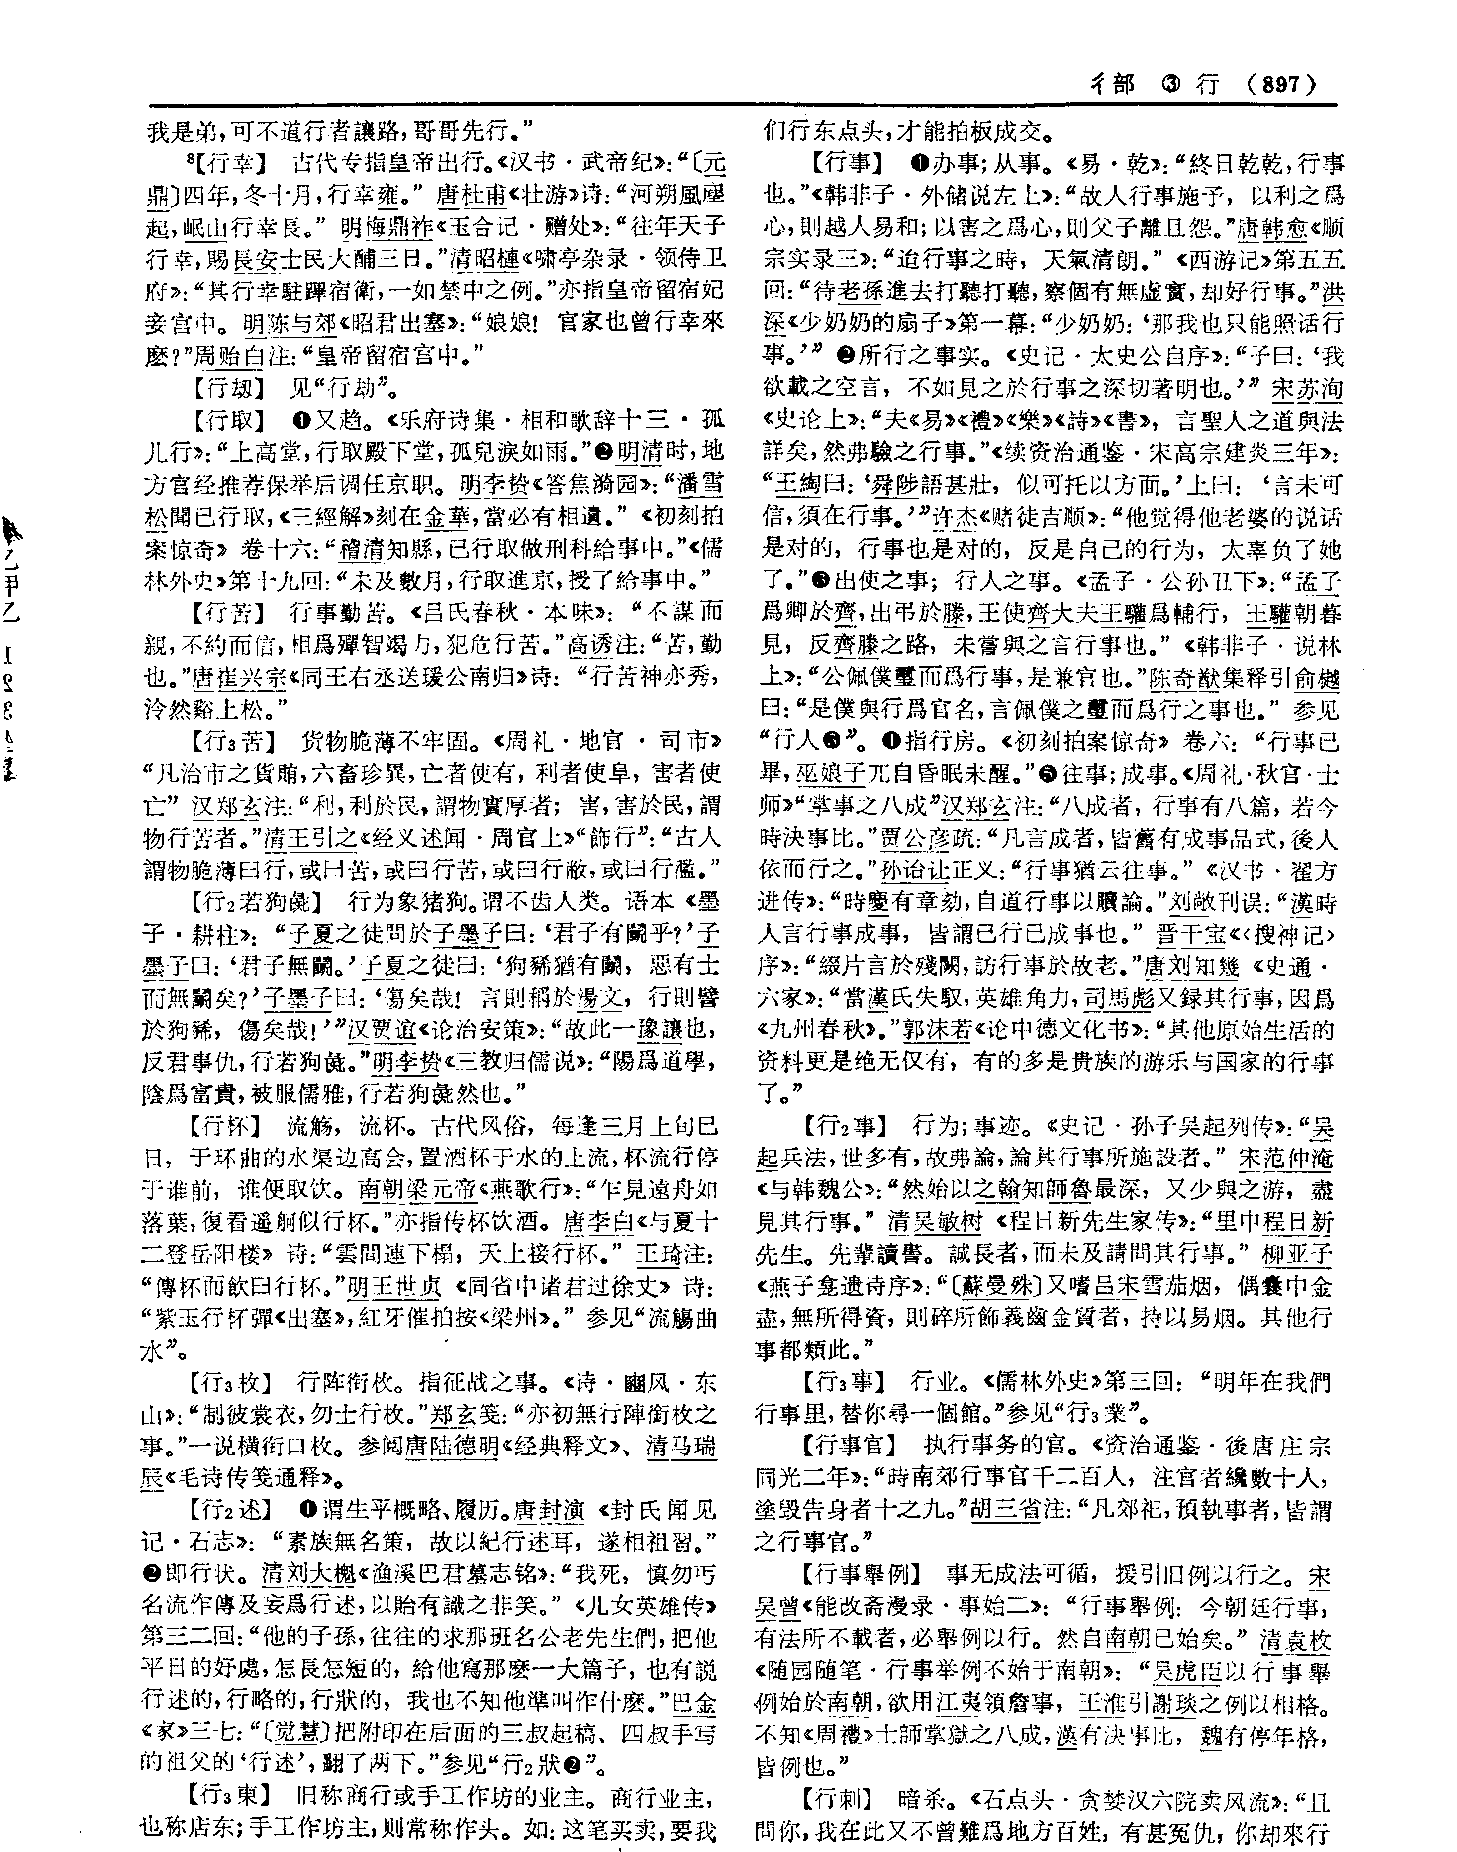 彳部 ③ 行 （897）
我是弟，可不道行者讓路，哥哥先行。”
⁸【行幸】 古代专指皇帝出行。《汉书·武帝纪》：“〔元
鼎〕四年，冬十月，行幸雍。” 唐杜甫《壮游》诗：“河朔風塵
起，岷山行幸長。” 明梅鼎祚《玉合记·赠处》：“往年天子
行幸，賜長安士民大酺三日。”清昭槤《啸亭杂录·领侍卫
府》：“其行幸駐蹕宿衛，一如禁中之例。”亦指皇帝留宿妃
妾宫中。明陈与郊《昭君出塞》：“娘娘！官家也曾行幸來
麽？”周贻白注：“皇帝留宿宫中。”
【行刼】 见“行劫”。
【行取】 ❶又趋。《乐府诗集·相和歌辞十三·孤
儿行》：“上高堂，行取殿下堂，孤兒淚如雨。”❷明清时，地
方官经推荐保举后调任京职。明李贽《答焦漪园》：“潘雪
松聞已行取，《三經解》刻在金華，當必有相遺。” 《初刻拍
案惊奇》卷十六：“稽清知縣，已行取做刑科給事中。”《儒
林外史》第十九回：“未及數月，行取進京，授了給事中。”
【行苦】 行事勤苦。《吕氏春秋·本味》：“不謀而
親，不約而信，相爲殫智竭力，犯危行苦。”高诱注：“苦，勤
也。”唐崔兴宗《同王右丞送瑗公南归》诗：“行苦神亦秀，
泠然谿上松。”
【行₃苦】 货物脆薄不牢固。《周礼·地官·司市》
“凡治市之貨賄，六畜珍異，亡者使有，利者使阜，害者使
亡” 汉郑玄注：“利，利於民，謂物實厚者；害，害於民，謂
物行苦者。”清王引之《经义述闻·周官上》“飾行”：“古人
謂物脆薄曰行，或曰苦，或曰行苦，或曰行敝，或曰行濫。”
【行₂若狗彘】 行为象猪狗。谓不齿人类。语本《墨
子·耕柱》：“子夏之徒問於子墨子曰：‘君子有鬭乎？’子
墨子曰：‘君子無鬭。’子夏之徒曰：‘狗豨猶有鬭，惡有士
而無鬭矣？’子墨子曰：‘傷矣哉！言則稱於湯文，行則譬
於狗豨，傷矣哉！’”汉贾谊《论治安策》：“故此一豫讓也，
反君事仇，行若狗彘。”明李贽《三教归儒说》：“陽爲道學，
陰爲富貴，被服儒雅，行若狗彘然也。”
【行杯】 流觞，流杯。古代风俗，每逢三月上旬巳
日，于环曲的水渠边高会，置酒杯于水的上流，杯流行停
于谁前，谁便取饮。南朝梁元帝《燕歌行》：“乍見遠舟如
落葉，復看遥舸似行杯。”亦指传杯饮酒。唐李白《与夏十
二登岳阳楼》诗：“雲間連下榻，天上接行杯。” 王琦注：
“傳杯而飲曰行杯。”明王世贞 《同省中诸君过徐丈》诗：
“紫玉行杯彈《出塞》，紅牙催拍按《梁州》。” 参见“流觴曲
水”。
【行₃枚】 行阵衔枚。指征战之事。《诗·豳风·东
山》：“制彼裳衣，勿士行枚。”郑玄笺：“亦初無行陣銜枚之
事。”一说横衔口枚。参阅唐陆德明《经典释文》、清马瑞
辰《毛诗传笺通释》。
【行₂述】 ❶谓生平概略、履历。唐封演《封氏闻见
记·石志》：“素族無名策，故以紀行述耳，遂相祖習。”
❷即行状。清刘大櫆《渔溪巴君墓志铭》：“我死，慎勿丐
名流作傳及妄爲行述，以貽有識之非笑。”《儿女英雄传》
第三二回：“他的子孫，往往的求那班名公老先生們，把他
平日的好處，怎長怎短的，給他寫那麽一大篇子，也有説
行述的，行略的，行狀的，我也不知他準叫作什麽。”巴金
《家》三七：“〔觉慧〕把附印在后面的三叔起稿、四叔手写
的祖父的‘行述’，翻了两下。”参见“行₂狀❷”。
【行₃東】 旧称商行或手工作坊的业主。商行业主，
也称店东；手工作坊主，则常称作头。如：这笔买卖，要我
们行东点头，才能拍板成交。
【行事】 ❶办事；从事。《易·乾》：“終日乾乾，行事
也。”《韩非子·外储说左上》：“故人行事施予，以利之爲
心，則越人易和；以害之爲心，則父子離且怨。”唐韩愈《顺
宗实录三》：“迨行事之時，天氣清朗。”《西游记》第五五
回：“待老孫進去打聽打聽，察個有無虚實，却好行事。”洪
深《少奶奶的扇子》第一幕：“少奶奶：‘那我也只能照话行
事。’” ❷所行之事实。《史记·太史公自序》：“子曰：‘我
欲載之空言，不如見之於行事之深切著明也。’” 宋苏洵
《史论上》：“夫《易》《禮》《樂》《詩》《書》，言聖人之道與法
詳矣，然弗驗之行事。”《续资治通鉴·宋高宗建炎三年》：
“王綯曰：‘舜陟語甚壯，似可托以方面。’上曰：‘言未可
信，須在行事。’”许杰《赌徒吉顺》：“他觉得他老婆的说话
是对的，行事也是对的，反是自己的行为，太辜负了她
了。”❸出使之事；行人之事。《孟子·公孙丑下》：“孟子
爲卿於齊，出弔於滕，王使齊大夫王驩爲輔行，王驩朝暮
見，反齊滕之路，未嘗與之言行事也。”《韩非子·说林
上》：“公佩僕璽而爲行事，是兼官也。”陈奇猷集释引俞樾
曰：“是僕與行爲官名，言佩僕之璽而爲行之事也。” 参见
“行人❸”。❹指行房。《初刻拍案惊奇》卷六：“行事已
畢，巫娘子兀自昏眠未醒。”❺往事；成事。《周礼·秋官·士
师》“掌事之八成”汉郑玄注：“八成者，行事有八篇，若今
時決事比。”贾公彦疏：“凡言成者，皆舊有成事品式，後人
依而行之。”孙诒让正义：“行事猶云往事。”《汉书·翟方
进传》：“時慶有章劾，自道行事以贖論。”刘敞刊误：“漢時
人言行事成事，皆謂已行已成事也。” 晋干宝《〈搜神记〉
序》：“綴片言於殘闕，訪行事於故老。”唐刘知幾《史通·
六家》：“當漢氏失馭，英雄角力，司馬彪又録其行事，因爲
《九州春秋》。”郭沫若《论中德文化书》：“其他原始生活的
资料更是绝无仅有，有的多是贵族的游乐与国家的行事
了。”
【行₂事】 行为；事迹。《史记·孙子吴起列传》：“吴
起兵法，世多有，故弗論，論其行事所施設者。” 宋范仲淹
《与韩魏公》：“然始以之翰知師魯最深，又少與之游，盡
見其行事。” 清吴敏树《程日新先生家传》：“里中程日新
先生。先輩讀書。誠長者，而未及請問其行事。” 柳亚子
《燕子龛遗诗序》：“〔蘇曼殊〕又嗜吕宋雪茄烟，偶囊中金
盡，無所得資，則碎所飾義齒金質者，持以易烟。其他行
事都類此。”
【行₃事】 行业。《儒林外史》第三回：“明年在我們
行事里，替你尋一個館。”参见“行₃業”。
【行事官】 执行事务的官。《资治通鉴·後唐庄宗
同光二年》：“時南郊行事官千二百人，注官者纔數十人，
塗毁告身者十之九。”胡三省注：“凡郊祀，預執事者，皆謂
之行事官。”
【行事舉例】 事无成法可循，援引旧例以行之。宋
吴曾《能改斋漫录·事始二》：“行事舉例：今朝廷行事，
有法所不載者，必舉例以行。然自南朝已始矣。” 清袁枚
《随园随笔·行事举例不始于南朝》：“吴虎臣以行事舉
例始於南朝，欲用江夷領詹事，王淮引謝琰之例以相格。
不知《周禮》士師掌獄之八成，漢有決事比，魏有停年格，
皆例也。”
【行刺】 暗杀。《石点头·贪婪汉六院卖风流》：“且
問你，我在此又不曾難爲地方百姓，有甚冤仇，你却來行